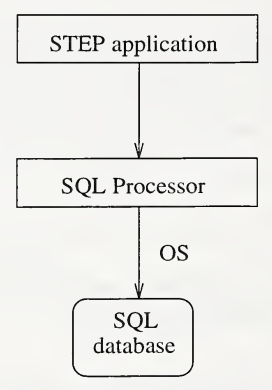 STEP application
SQL Processor
OS
SQL
database